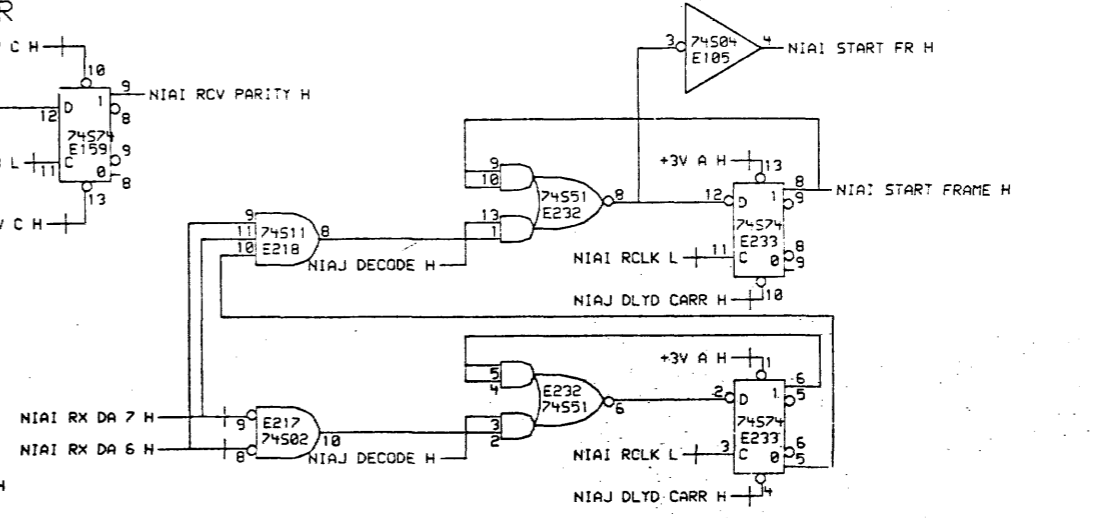 R
C H
10
D 1
9
NIAI RCV PARITY H
12
8
74S74
E159
L
11
C
0
9
8
13
V C H
3
74S04
E105
4
NIAI START FR H
9
10
13
1
74S51
E232
8
+3V A H
13
12
D 1
8
9
NIAI START FRAME H
74S74
E233
NIAI RCLK L
11
C
0
8
9
NIAJ DLYD CARR H
10
9
11
10
74S11
E218
8
NIAJ DECODE H
+3V A H
1
5
4
3
2
E232
74S51
6
2
D 1
6
5
74S74
E233
NIAI RCLK L
3
C
0
6
5
NIAJ DLYD CARR H
4
NIAI RX DA 7 H
9
NIAI RX DA 6 H
8
E217
74S02
10
NIAJ DECODE H
H